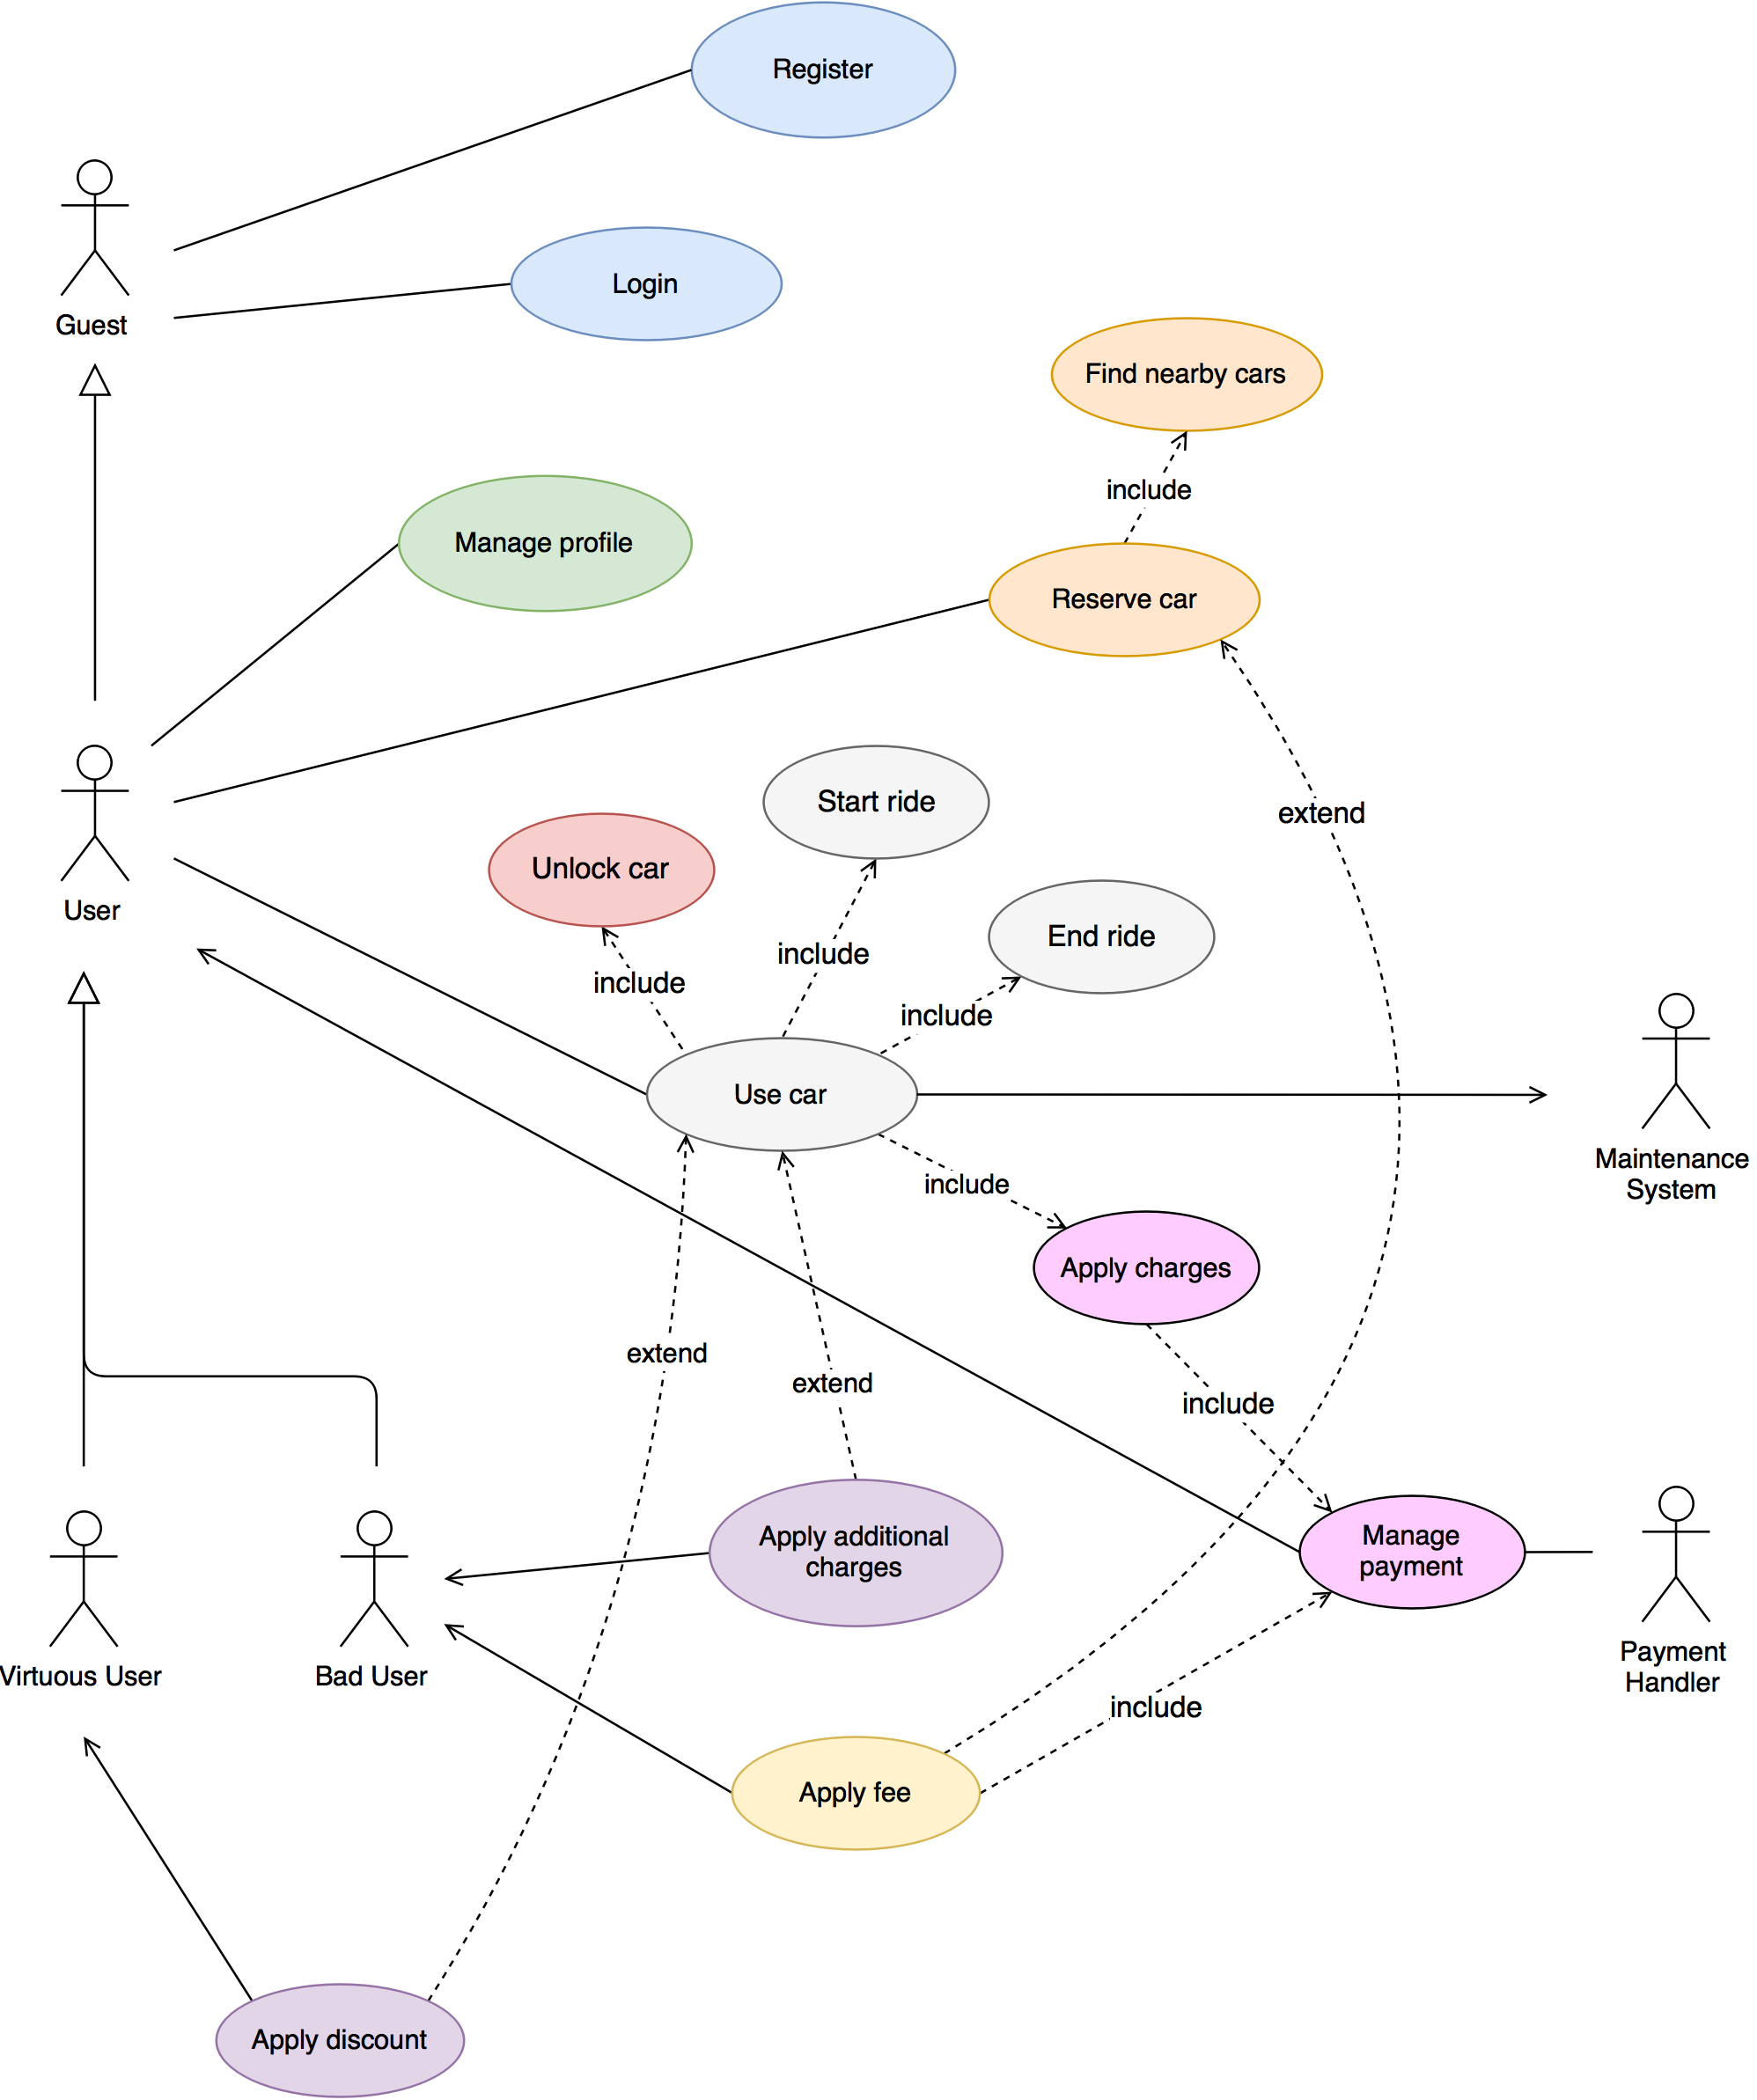 Register
Login
Guest
Find nearby cars
include
Manage profile
Reserve car
Start ride
extend
Unlock car
User
End ride
include
include
include
Use car
Maintenance
System
include
Apply charges
extend
extend
include
Apply additional
charges
Manage
payment
Virtuous User
Bad User
Payment
Handler
include
Apply fee
Apply discount